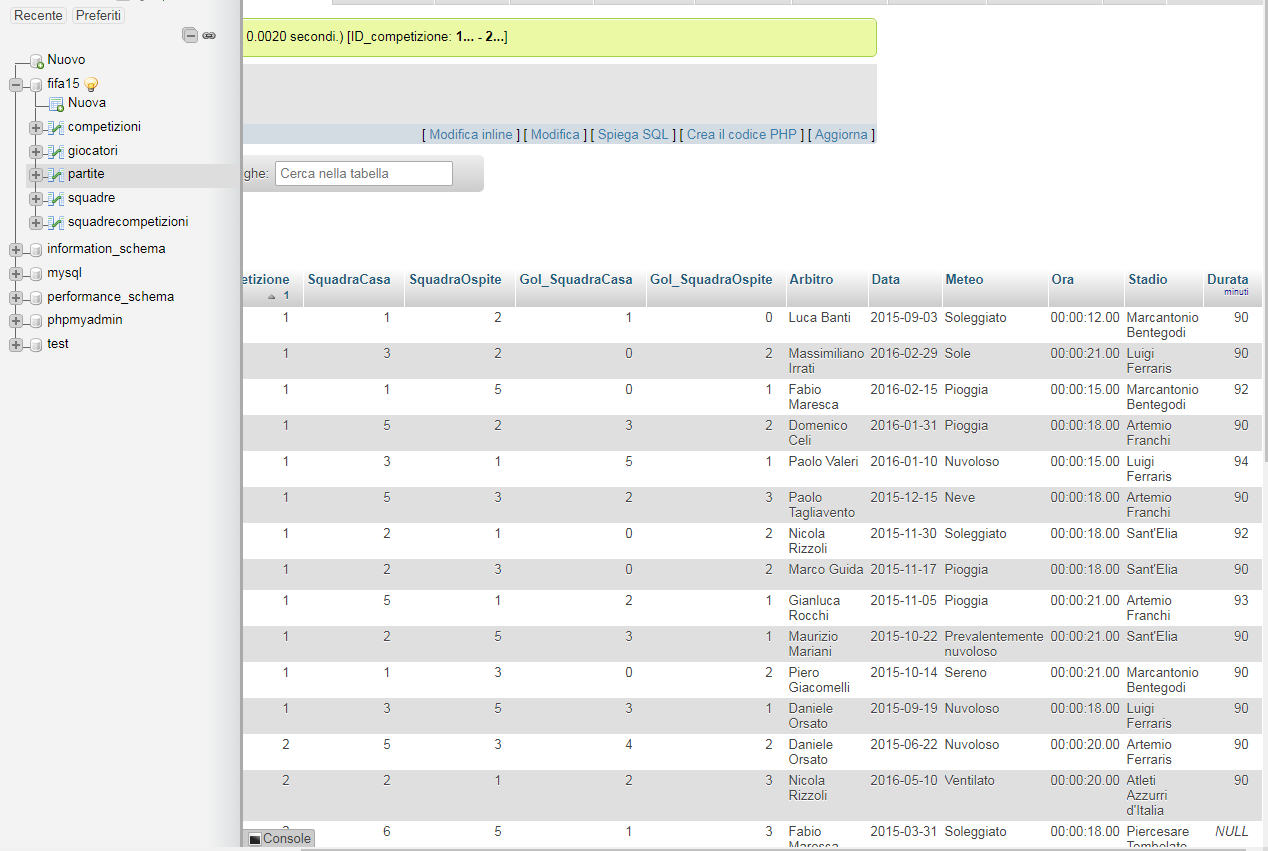 Recente Preferiti
Nuovo
fifa15
Nuova
competizioni
giocatori
partite
squadre
squadrecompetizioni
information_schema
mysql
performance_schema
phpmyadmin
test
0.0020 secondi.) [ID_competizione: 1... - 2...]
[ Modifica inline ] [ Modifica ] [ Spiega SQL ] [ Crea il codice PHP ] [ Aggiorna ]
ghe: Cerca nella tabella
etizione 1 SquadraCasa SquadraOspite Gol_SquadraCasa Gol_SquadraOspite Arbitro Data Meteo Ora Stadio Durata
minuti
1 1 2 1 0 Luca Banti 2015-09-03 Soleggiato 00:00:12.00 Marcantonio Bentegodi 90
1 3 2 0 2 Massimiliano Irrati 2016-02-29 Sole 00:00:21.00 Luigi Ferraris 90
1 1 5 0 1 Fabio Maresca 2016-02-15 Pioggia 00:00:15.00 Marcantonio Bentegodi 92
1 5 2 3 2 Domenico Celi 2016-01-31 Pioggia 00:00:18.00 Artemio Franchi 90
1 3 1 5 1 Paolo Valeri 2016-01-10 Nuvoloso 00:00:15.00 Luigi Ferraris 94
1 5 3 2 3 Paolo Tagliavento 2015-12-15 Neve 00:00:18.00 Artemio Franchi 90
1 2 1 0 2 Nicola Rizzoli 2015-11-30 Soleggiato 00:00:18.00 Sant'Elia 92
1 2 3 0 2 Marco Guida 2015-11-17 Pioggia 00:00:18.00 Sant'Elia 90
1 5 1 2 1 Gianluca Rocchi 2015-11-05 Pioggia 00:00:21.00 Artemio Franchi 93
1 2 5 3 1 Maurizio Mariani 2015-10-22 Prevalentemente nuvoloso 00:00:21.00 Sant'Elia 90
1 1 3 0 2 Piero Giacomelli 2015-10-14 Sereno 00:00:21.00 Marcantonio Bentegodi 90
1 3 5 3 1 Daniele Orsato 2015-09-19 Nuvoloso 00:00:18.00 Luigi Ferraris 90
2 5 3 4 2 Daniele Orsato 2015-06-22 Nuvoloso 00:00:20.00 Artemio Ferraris 90
2 2 1 2 3 Nicola Rizzoli 2016-05-10 Ventilato 00:00:20.00 Atleti Azzurri d'Italia 90
2 6 5 1 3 Fabio Maresca 2015-03-31 Soleggiato 00:00:18.00 Piercesare Tombolato NULL
Console